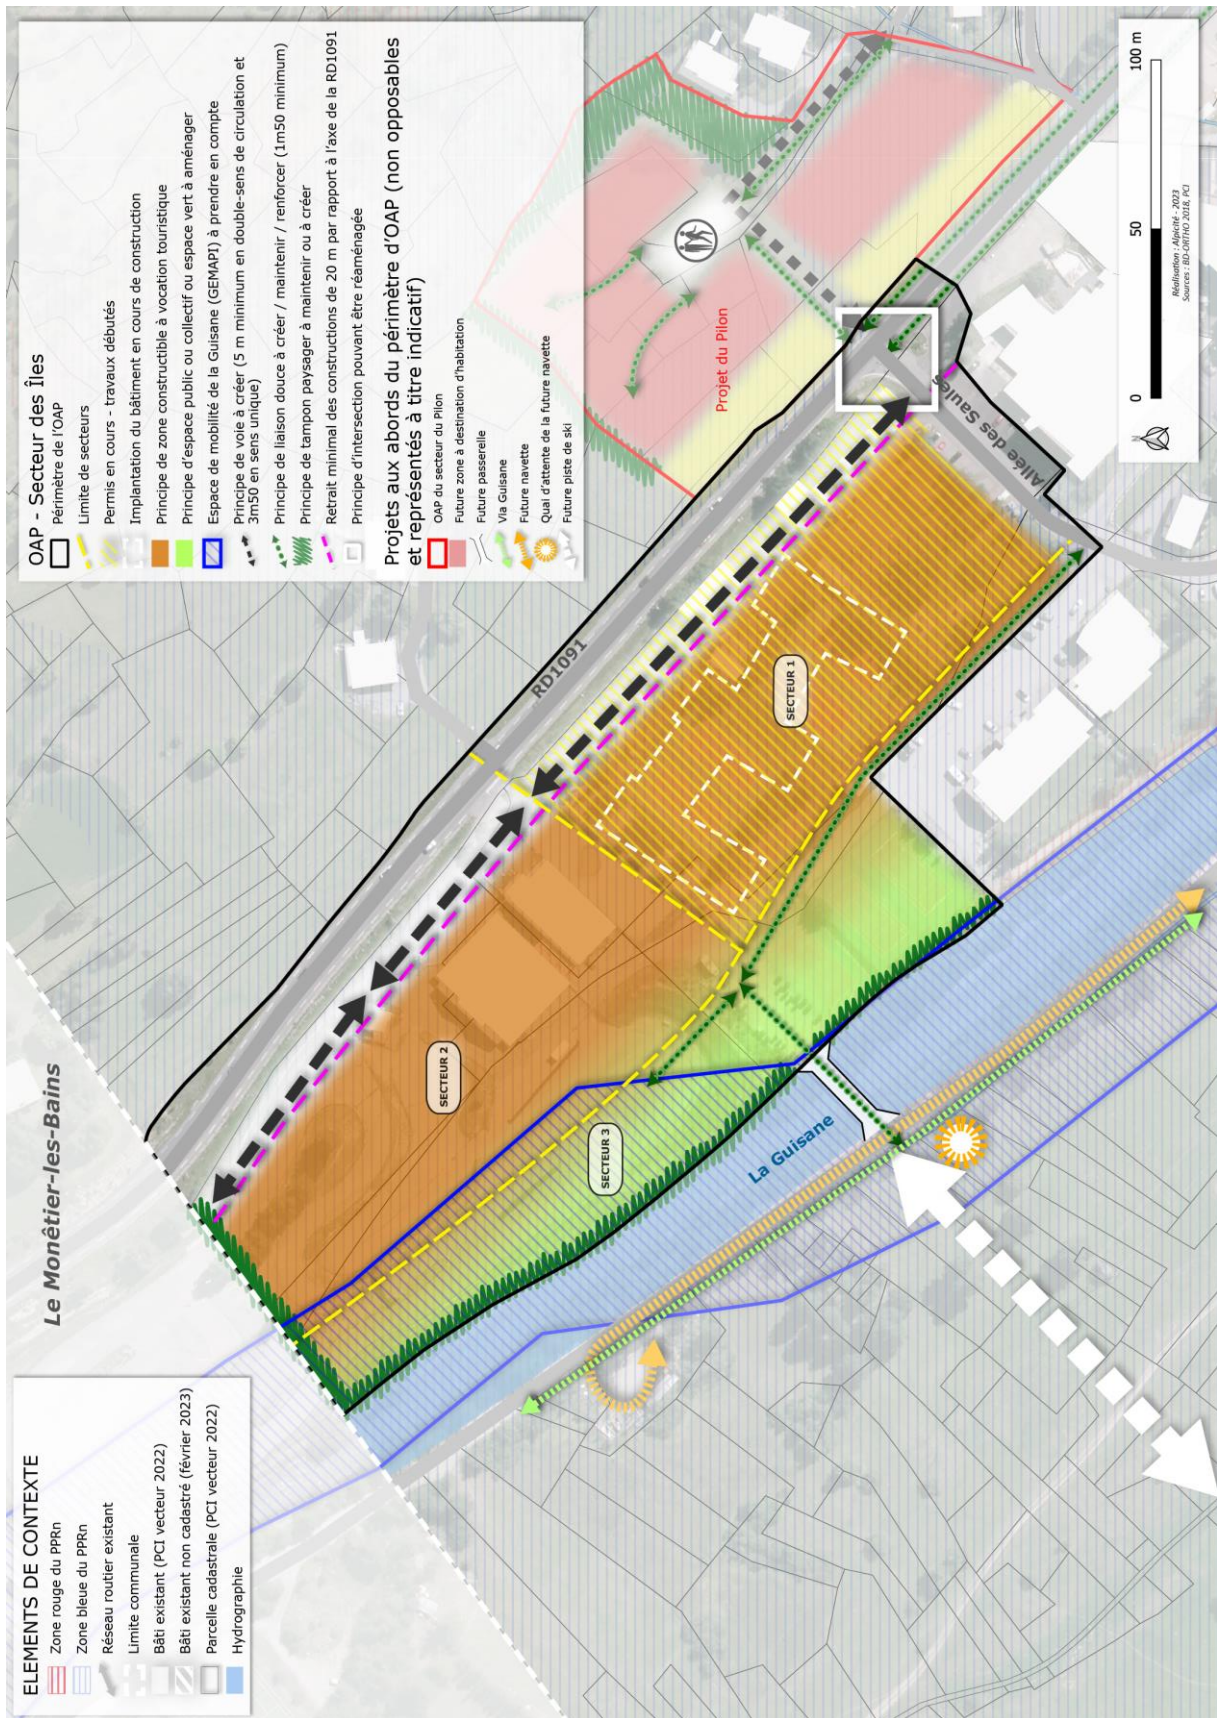 OAP - Secteur des Îles
Périmètre de l'OAP
Limite de secteurs
Permis en cours - travaux débutés
Implantation du bâtiment en cours de construction
Principe de zone constructible à vocation touristique
Principe d'espace public ou collectif ou espace vert à aménager
Espace de mobilité de la Guisane (GEMAPI) à prendre en compte
Principe de voie à créer (5 m minimum en double-sens de circulation et
3m50 en sens unique)
Principe de liaison douce à créer / maintenir / renforcer (1m50 minimum)
Principe de tampon paysager à maintenir ou à créer
Retrait minimal des constructions de 20 m par rapport à l'axe de la RD1091
Principe d'intersection pouvant être réaménagée
Projets aux abords du périmètre d'OAP (non opposables
et représentés à titre indicatif)
OAP du secteur du Pilon
Future zone à destination d'habitation
Future passerelle
Via Guisane
Future navette
Quai d'attente de la future navette
Future piste de ski
ELEMENTS DE CONTEXTE
Zone rouge du PPRn
Zone bleue du PPRn
Réseau routier existant
Limite communale
Bâti existant (PCI vecteur 2022)
Bâti existant non cadastré (février 2023)
Parcelle cadastrale (PCI vecteur 2022)
Hydrographie
Le Monêtier-les-Bains
RD1091
Projet du Pilon
Allée des Saules
SECTEUR 1
SECTEUR 2
SECTEUR 3
La Guisane
N
0
50
100 m
Réalisation : Alpicité - 2023
Sources : BD-ORTHO 2018, PCI